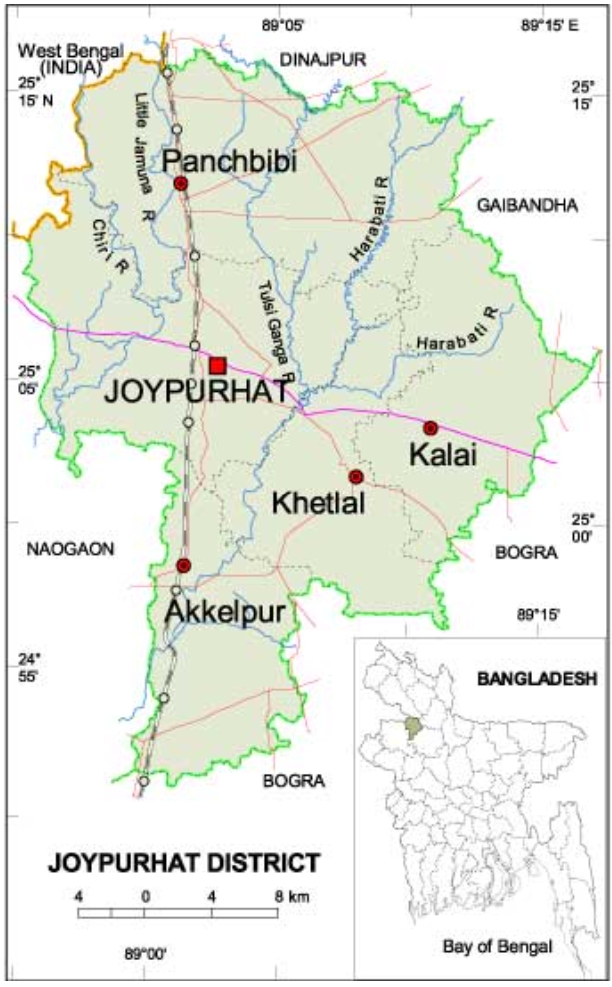 89°05'
89°15' E
West Bengal
(INDIA)
DINAJPUR
25°
15' N
25°
15'
Little Jamuna R
Panchbibi
Harabati R
GAIBANDHA
Chiri R
Tulsi Ganga R
Harabati R
25°
05'
JOYPURHAT
Kalai
Khetlal
25°
00'
NAOGAON
BOGRA
Akkelpur
89°15'
24°
55'
BANGLADESH
BOGRA
JOYPURHAT DISTRICT
4 0 4 8 km
Bay of Bengal
89°00'